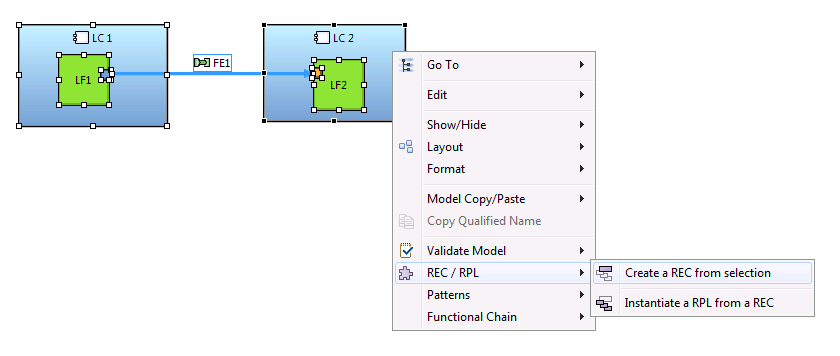 LC 1
LF1
FE1
LC 2
LF2
Go To
Edit
Show/Hide
Layout
Format
Model Copy/Paste
Copy Qualified Name
Validate Model
REC / RPL
Patterns
Functional Chain
Create a REC from selection
Instantiate a RPL from a REC